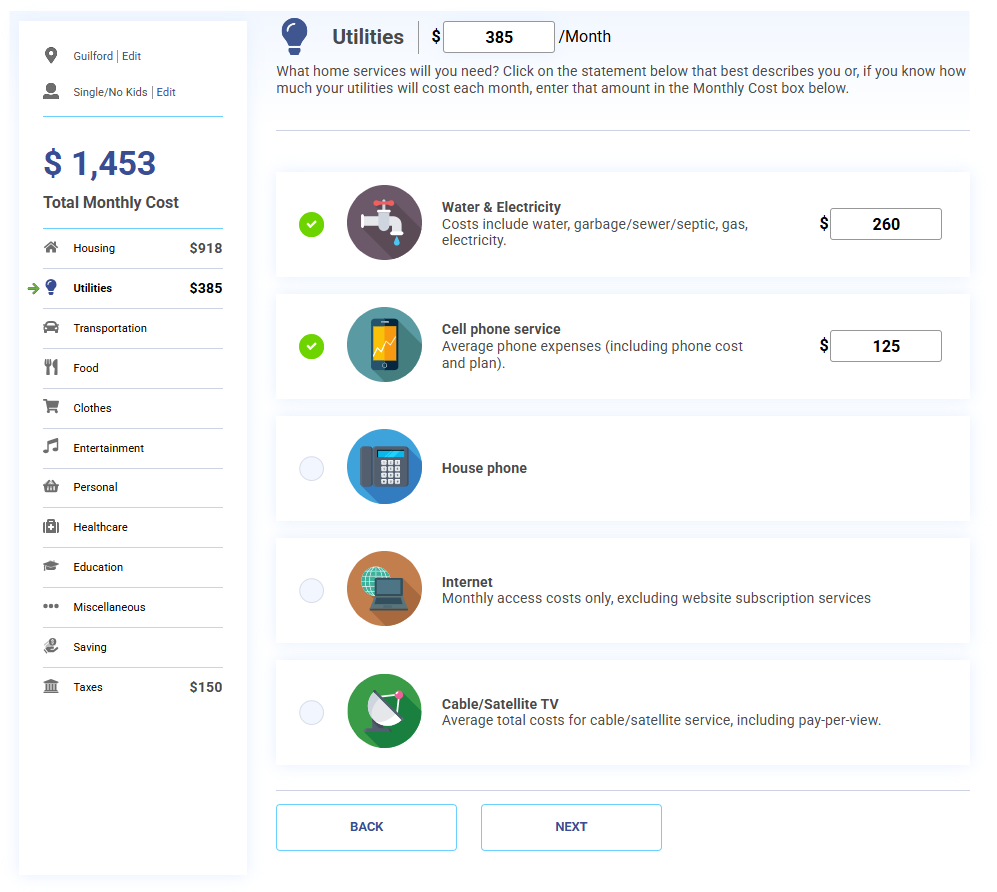 Guilford | Edit
Single/No Kids | Edit
$ 1,453
Total Monthly Cost
Housing $918
Utilities $385
Transportation
Food
Clothes
Entertainment
Personal
Healthcare
Education
Miscellaneous
Saving
Taxes $150
Utilities $ 385 /Month
What home services will you need? Click on the statement below that best describes you or, if you know how
much your utilities will cost each month, enter that amount in the Monthly Cost box below.
Water & Electricity
Costs include water, garbage/sewer/septic, gas,
electricity.
$ 260
Cell phone service
Average phone expenses (including phone cost
and plan).
$ 125
House phone
Internet
Monthly access costs only, excluding website subscription services
Cable/Satellite TV
Average total costs for cable/satellite service, including pay-per-view.
BACK NEXT